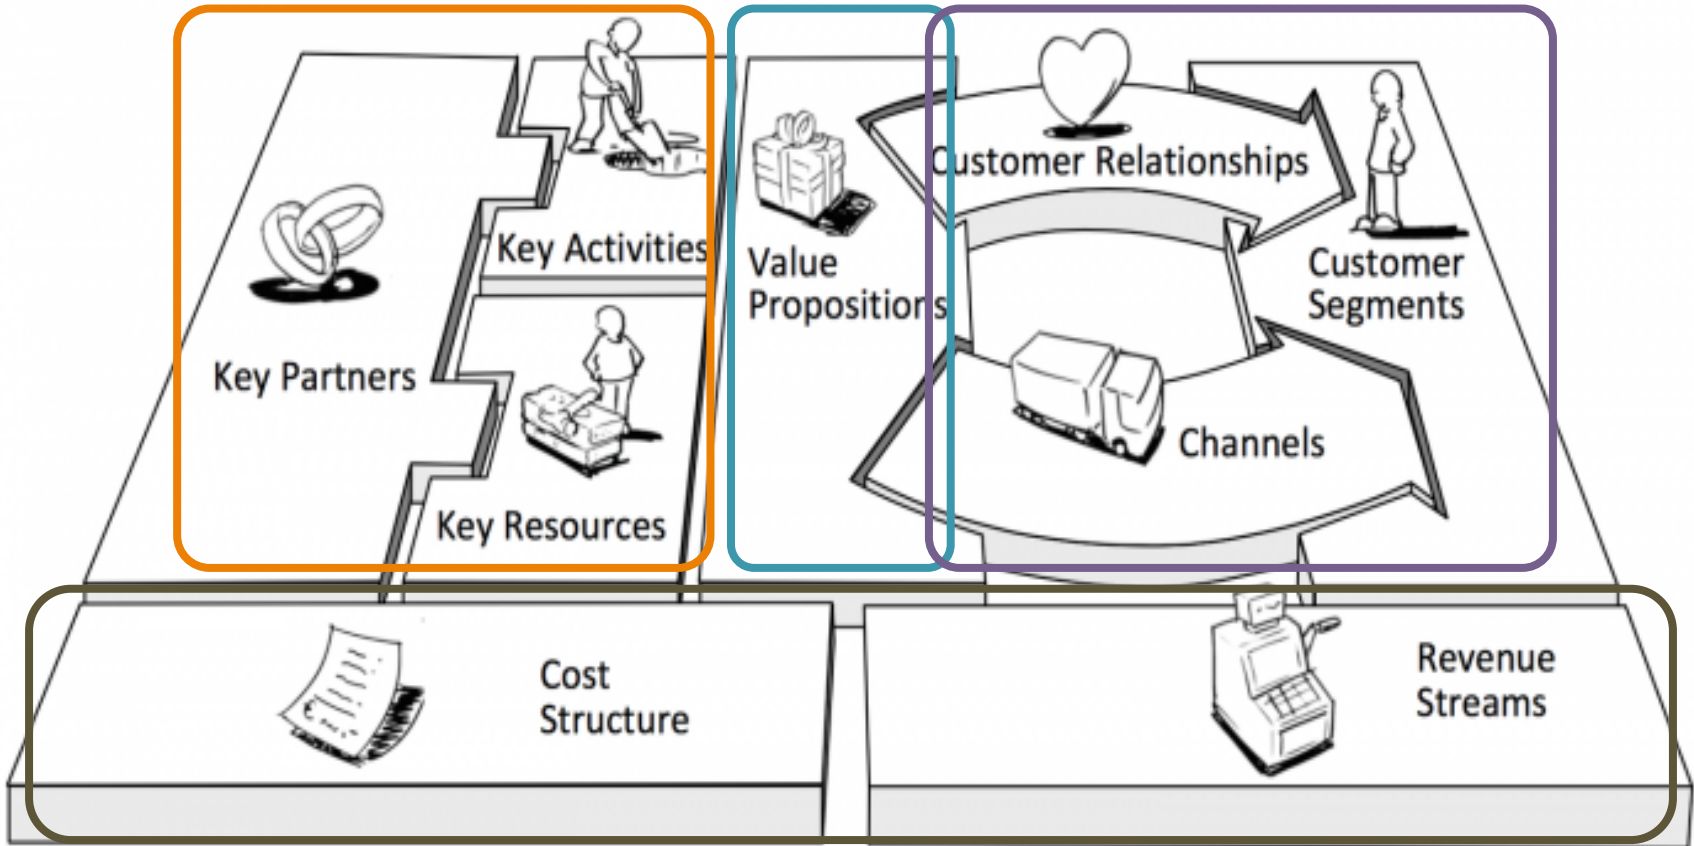 Key Partners
Key Activities
Key Resources
Value
Propositions
Customer Relationships
Channels
Customer
Segments
Cost
Structure
Revenue
Streams